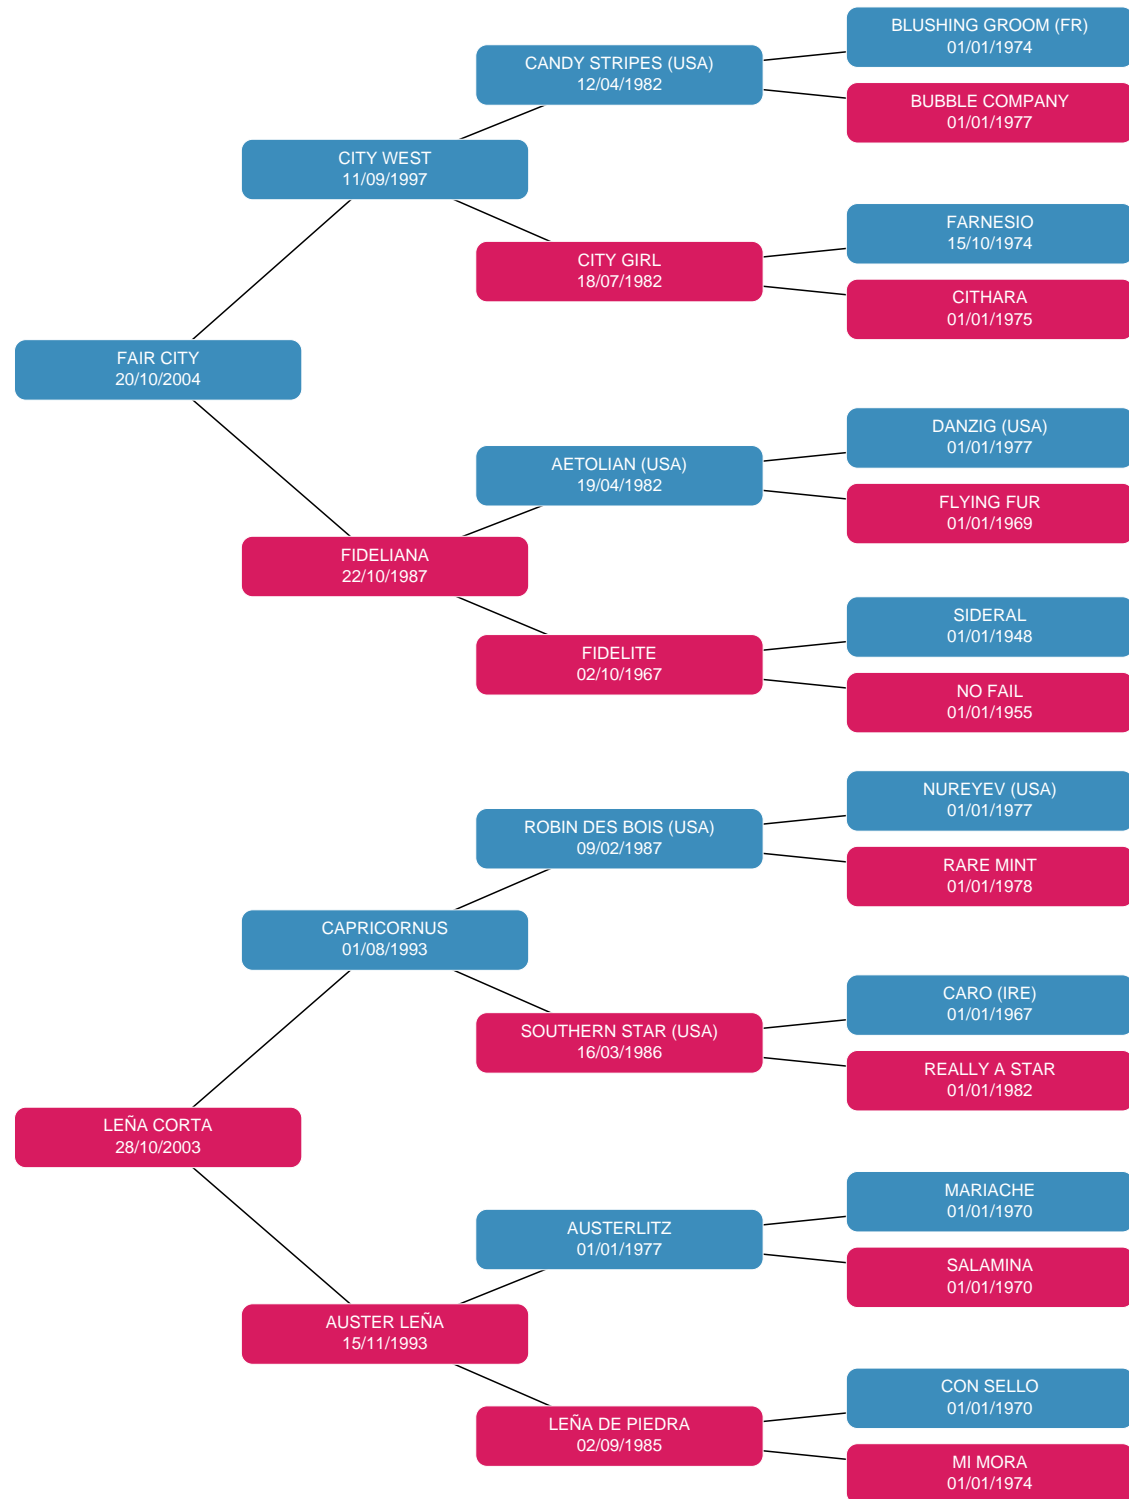 BLUSHING GROOM (FR)
01/01/1974
CANDY STRIPES (USA)
12/04/1982
BUBBLE COMPANY
01/01/1977
CITY WEST
11/09/1997
FARNESIO
15/10/1974
CITY GIRL
18/07/1982
CITHARA
01/01/1975
FAIR CITY
20/10/2004
DANZIG (USA)
01/01/1977
AETOLIAN (USA)
19/04/1982
FLYING FUR
01/01/1969
FIDELIANA
22/10/1987
SIDERAL
01/01/1948
FIDELITE
02/10/1967
NO FAIL
01/01/1955
NUREYEV (USA)
01/01/1977
ROBIN DES BOIS (USA)
09/02/1987
RARE MINT
01/01/1978
CAPRICORNUS
01/08/1993
CARO (IRE)
01/01/1967
SOUTHERN STAR (USA)
16/03/1986
REALLY A STAR
01/01/1982
LEÑA CORTA
28/10/2003
MARIACHE
01/01/1970
AUSTERLITZ
01/01/1977
SALAMINA
01/01/1970
AUSTER LEÑA
15/11/1993
CON SELLO
01/01/1970
LEÑA DE PIEDRA
02/09/1985
MI MORA
01/01/1974